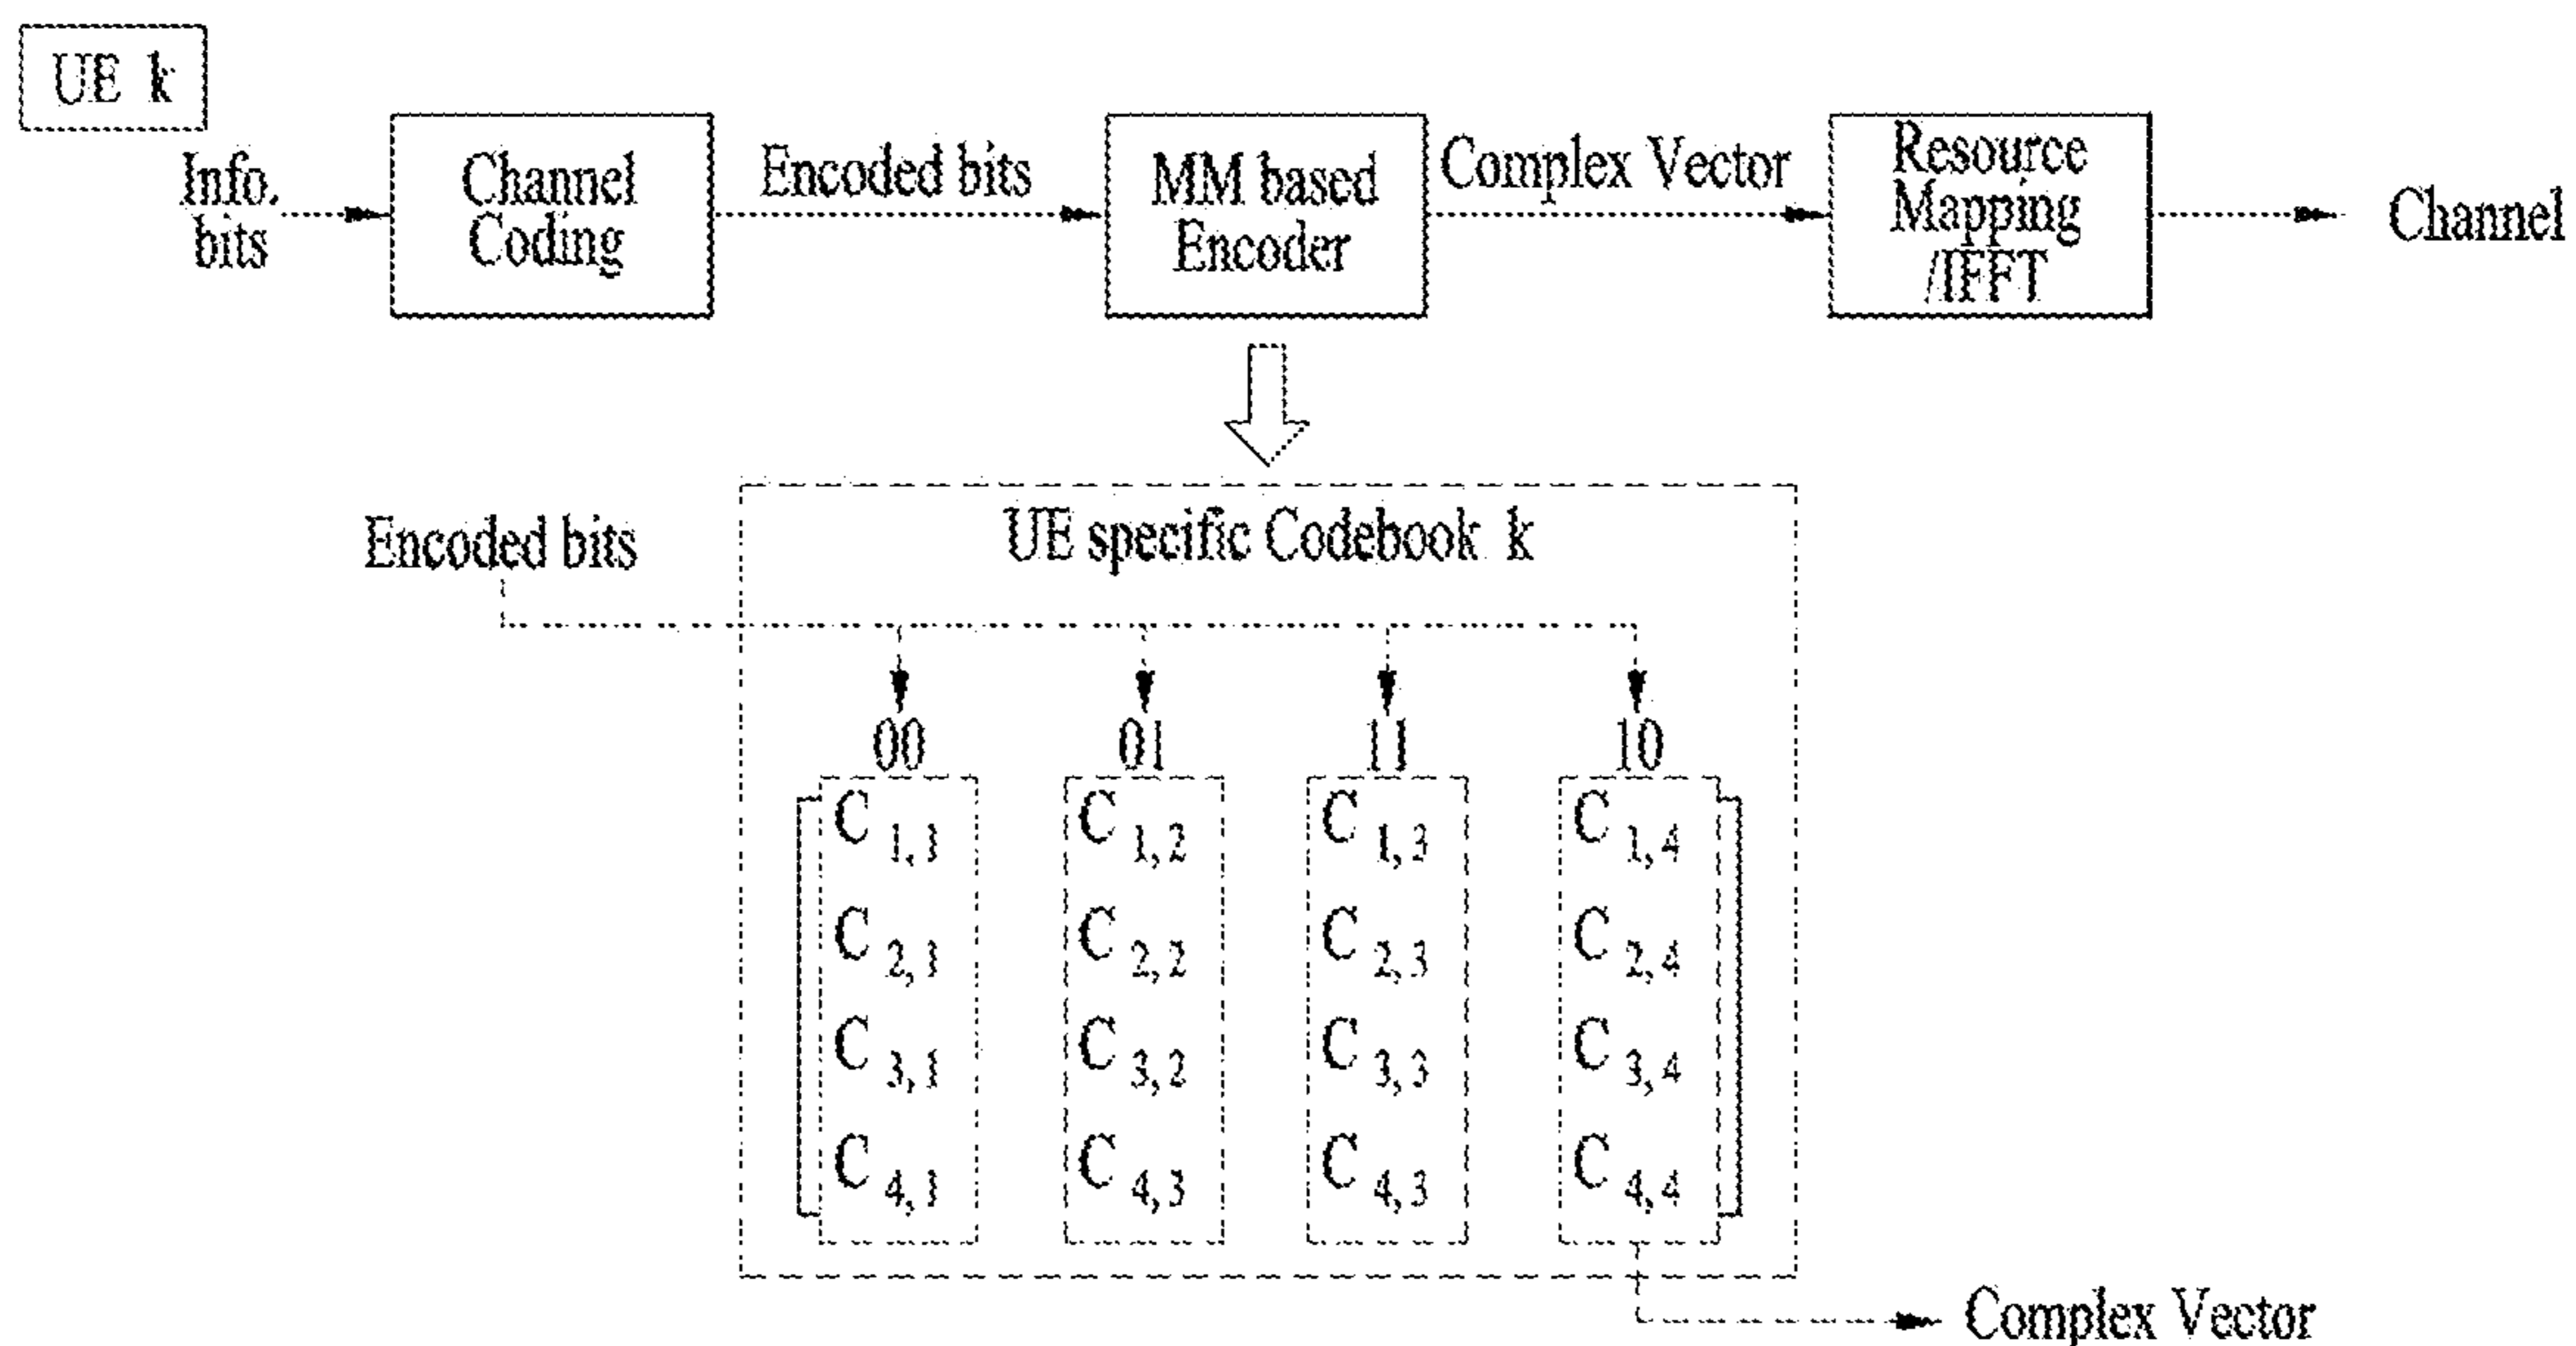 UE k
Info.
bits
Channel
Coding
Encoded bits
MM based
Encoder
Complex Vector
Resource
Mapping
/IFFT
Channel
Encoded bits
UE specific Codebook k
00 01 11 10
C 1,1 C 1,2 C 1,3 C 1,4
C 2,1 C 2,2 C 2,3 C 2,4
C 3,1 C 3,2 C 3,3 C 3,4
C 4,1 C 4,3 C 4,3 C 4,4
Complex Vector